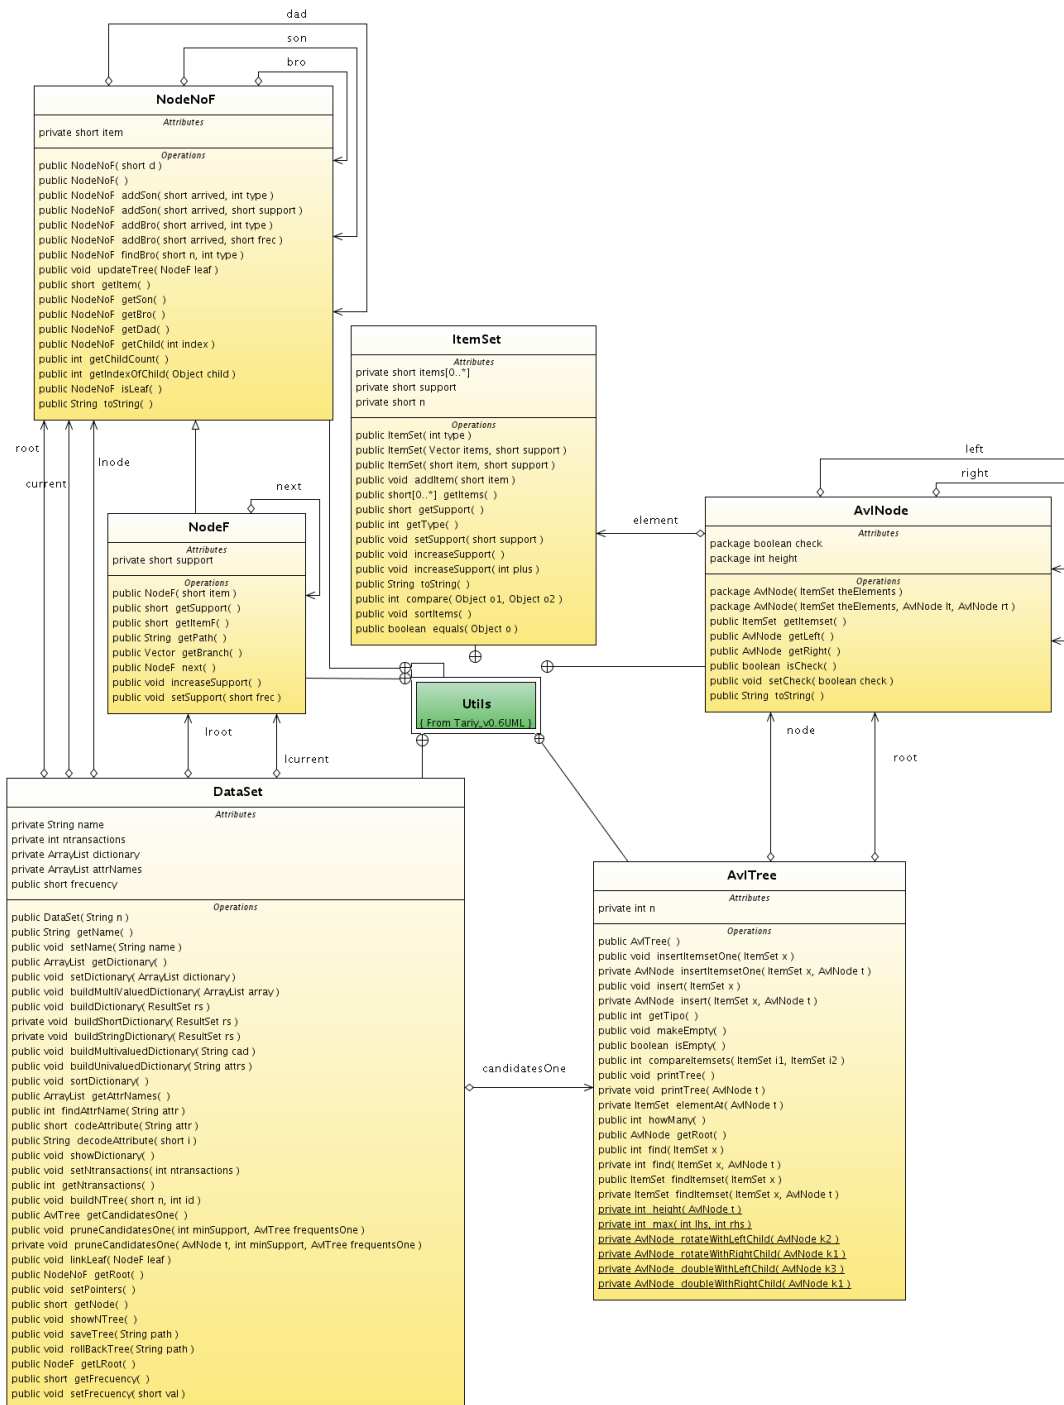 dad
son
bro
NodeNoF
Attributes
private short item
Operations
public NodeNoF( short d )
public NodeNoF( )
public NodeNoF addSon( short arrived, int type )
public NodeNoF addSon( short arrived, short support )
public NodeNoF addBro( short arrived, int type )
public NodeNoF addBro( short arrived, short frec )
public NodeNoF findBro( short n, int type )
public void updateTree( NodeF leaf )
public short getItem( )
public NodeNoF getSon( )
public NodeNoF getBro( )
public NodeNoF getDad( )
public NodeNoF getChild( int index )
public int getChildCount( )
public int getIndexOfChild( Object child )
public NodeNoF isLeaf( )
public String toString( )
ItemSet
Attributes
private short items[0..*]
private short support
private short n
Operations
public ItemSet( int type )
public ItemSet( Vector items, short support )
public ItemSet( short item, short support )
public void addItem( short item )
public short[0..*] getItems( )
public short getSupport( )
public int getType( )
public void setSupport( short support )
public void increaseSupport( )
public void increaseSupport( int plus )
public String toString( )
public int compare( Object o1, Object o2 )
public void sortItems( )
public boolean equals( Object o )
root
current
lnode
next
element
left
right
NodeF
Attributes
private short support
Operations
public NodeF( short item )
public short getSupport( )
public short getItemF( )
public String getPath( )
public Vector getBranch( )
public NodeF next( )
public void increaseSupport( )
public void setSupport( short frec )
AvlNode
Attributes
package boolean check
package int height
Operations
package AvlNode( ItemSet theElements )
package AvlNode( ItemSet theElements, AvlNode lt, AvlNode rt )
public ItemSet getItemset( )
public AvlNode getLeft( )
public AvlNode getRight( )
public boolean isCheck( )
public void setCheck( boolean check )
public String toString( )
Utils
{ From Tariy_v0.6UML }
lroot
lcurrent
node
root
DataSet
Attributes
private String name
private int ntransactions
private ArrayList dictionary
private ArrayList attrNames
public short frecuency
Operations
public DataSet( String n )
public String getName( )
public void setName( String name )
public ArrayList getDictionary( )
public void setDictionary( ArrayList dictionary )
public void buildMultiValuedDictionary( ArrayList array )
public void buildDictionary( ResultSet rs )
private void buildShortDictionary( ResultSet rs )
private void buildStringDictionary( ResultSet rs )
public void buildMultivaluedDictionary( String cad )
public void buildUnivaluedDictionary( String attrs )
public void sortDictionary( )
public ArrayList getAttrNames( )
public int findAttrName( String attr )
public short codeAttribute( String attr )
public String decodeAttribute( short i )
public void showDictionary( )
public void setNtransactions( int ntransactions )
public int getNtransactions( )
public void buildNTree( short n, int id )
public AvlTree getCandidatesOne( )
public void pruneCandidatesOne( int minSupport, AvlTree frequentsOne )
private void pruneCandidatesOne( AvlNode t, int minSupport, AvlTree frequentsOne )
public void linkLeaf( NodeF leaf )
public NodeNoF getRoot( )
public void setPointers( )
public short getNode( )
public void showNTree( )
public void saveTree( String path )
public void rollBackTree( String path )
public NodeF getLRoot( )
public short getFrecuency( )
public void setFrecuency( short val )
candidatesOne
AvlTree
Attributes
private int n
Operations
public AvlTree( )
public void insertItemsetOne( ItemSet x )
private AvlNode insertItemsetOne( ItemSet x, AvlNode t )
public void insert( ItemSet x )
private AvlNode insert( ItemSet x, AvlNode t )
public int getTipo( )
public void makeEmpty( )
public boolean isEmpty( )
public int compareItemsets( ItemSet i1, ItemSet i2 )
public void printTree( )
private void printTree( AvlNode t )
private ItemSet elementAt( AvlNode t )
public int howMany( )
public AvlNode getRoot( )
public int find( ItemSet x )
private int find( ItemSet x, AvlNode t )
public ItemSet findItemset( ItemSet x )
private ItemSet findItemset( ItemSet x, AvlNode t )
private int height( AvlNode t )
private int max( int lhs, int rhs )
private AvlNode rotateWithLeftChild( AvlNode k2 )
private AvlNode rotateWithRightChild( AvlNode k1 )
private AvlNode doubleWithLeftChild( AvlNode k3 )
private AvlNode doubleWithRightChild( AvlNode k1 )